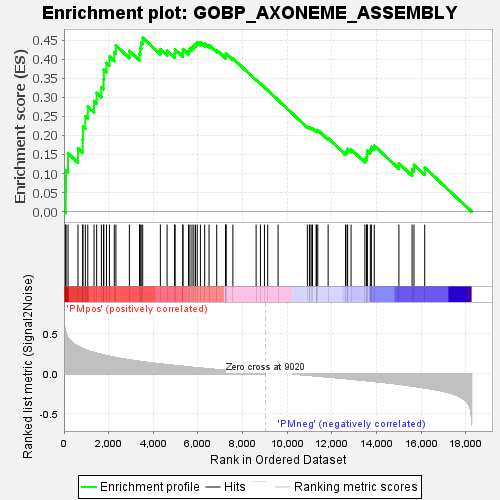 Enrichment plot: GOBP_AXONEME_ASSEMBLY
Enrichment score (ES)
0.45
0.40
0.35
0.30
0.25
0.20
0.15
0.10
0.05
0.00
'PMpos' (positively correlated)
Ranked list metric (Signal2Noise)
0.5
0.0
-0.5
Zero cross at 9020
'PMneg' (negatively correlated)
0
2,000
4,000
6,000
8,000
10,000
12,000
14,000
16,000
18,000
Rank in Ordered Dataset
Enrichment profile
Hits
Ranking metric scores